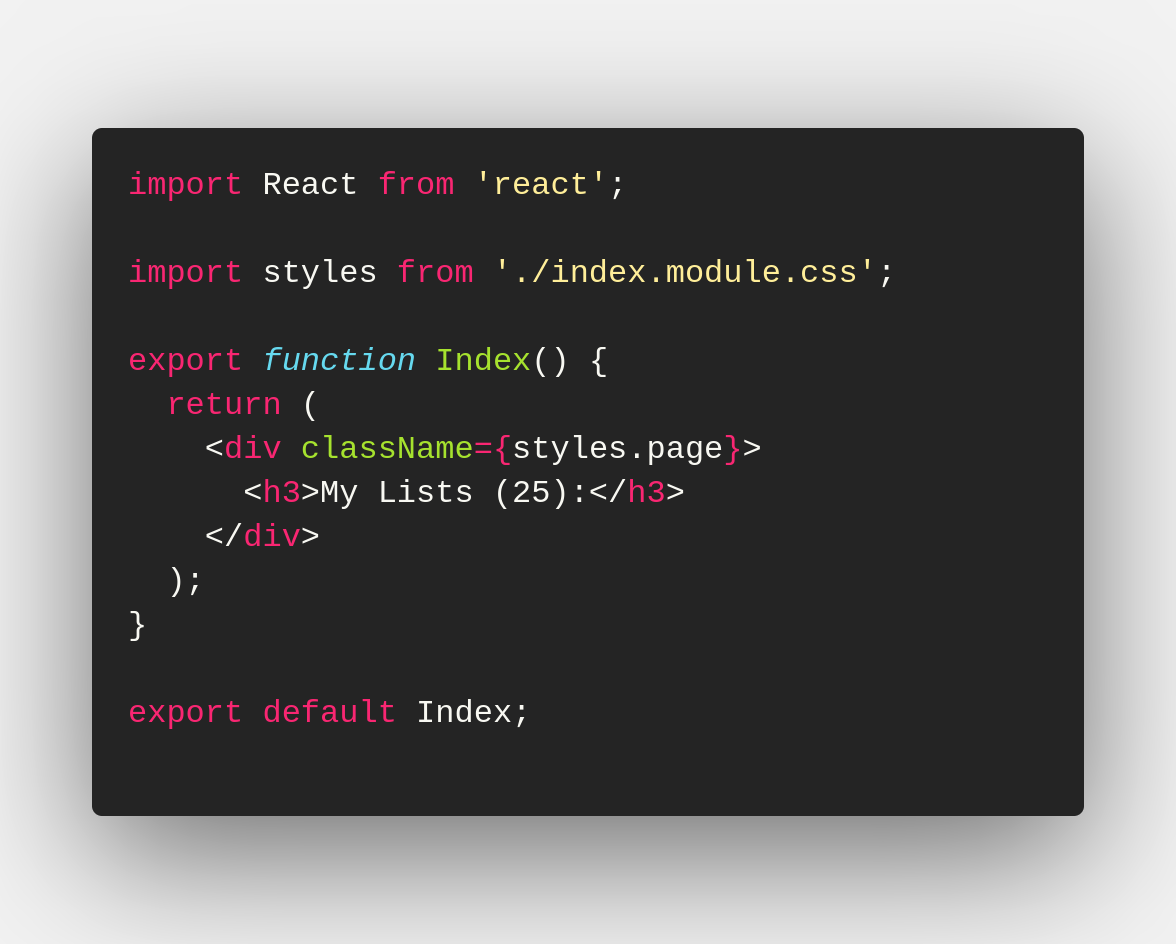 import React from 'react';
import styles from './index.module.css';
export function Index() {
  return (
    <div className={styles.page}>
      <h3>My Lists (25):</h3>
    </div>
  );
}
export default Index;